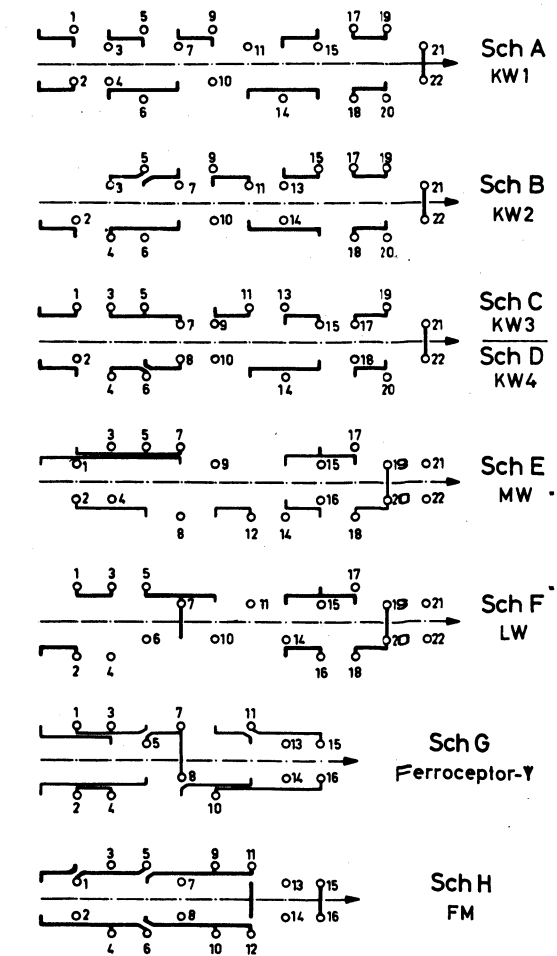 1 5 9 17 19
3 7 11 15 21
Sch A
KW1
2 4 10 22
6 14 18 20
5 9 15 17 19
3 7 11 13 21
Sch B
KW2
2 10 14 22
4 6 18 20
1 3 5 11 13 19
7 9 15 17 21
Sch C
KW3
Sch D
KW4
2 8 10 18 22
4 6 14 20
3 5 7 17
1 9 15 19 21
Sch E
MW
2 4 16 20 22
8 12 14 18
1 3 5 17
7 11 15 19 21
Sch F
LW
6 10 14 20 22
2 4 16 18
1 3 7 11
5 13 15
Sch G
Ferroceptor-Y
8 14 16
2 4 10
3 5 9 11
1 7 13 15
Sch H
FM
2 8 14 16
4 6 10 12